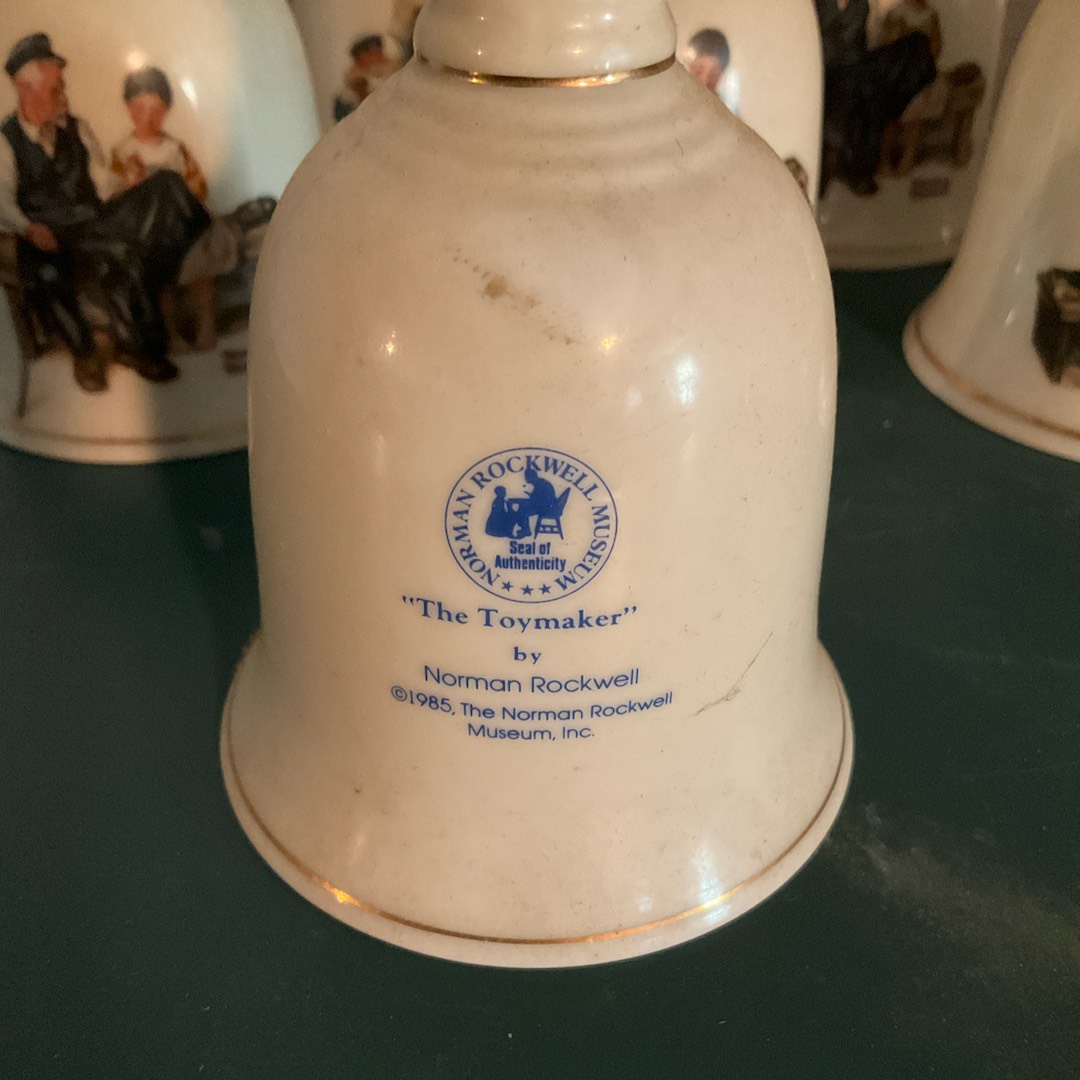 NORMAN ROCKWELL MUSEUM
Seal of
Authenticity
"The Toymaker"
by
Norman Rockwell
©1985, The Norman Rockwell
Museum, Inc.